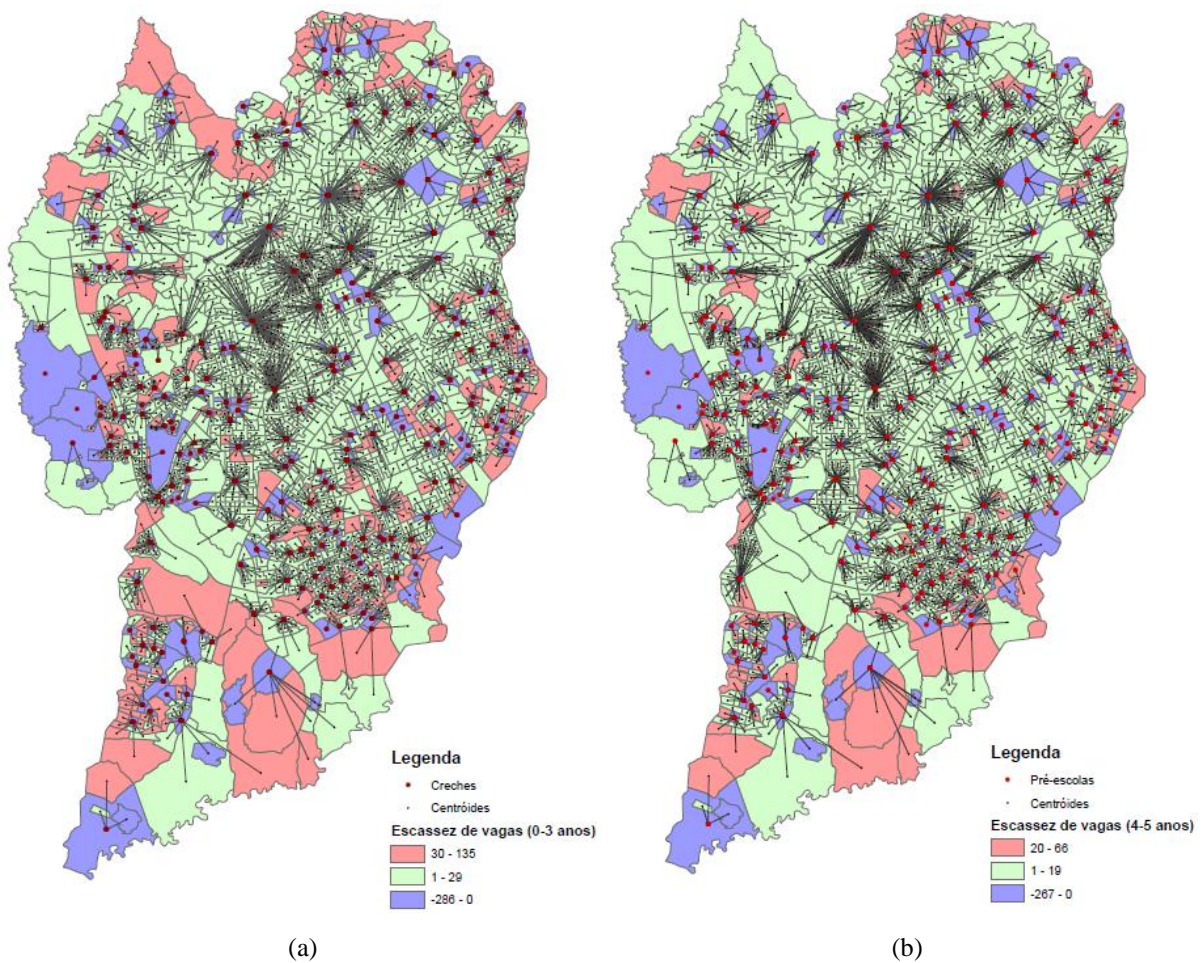 Legenda
Creches
Centróides
Escassez de vagas (0-3 anos)
30 - 135
1 - 29
-286 - 0
(a)
Legenda
Pré-escolas
Centróides
Escassez de vagas (4-5 anos)
20 - 66
1 - 19
-267 - 0
(b)